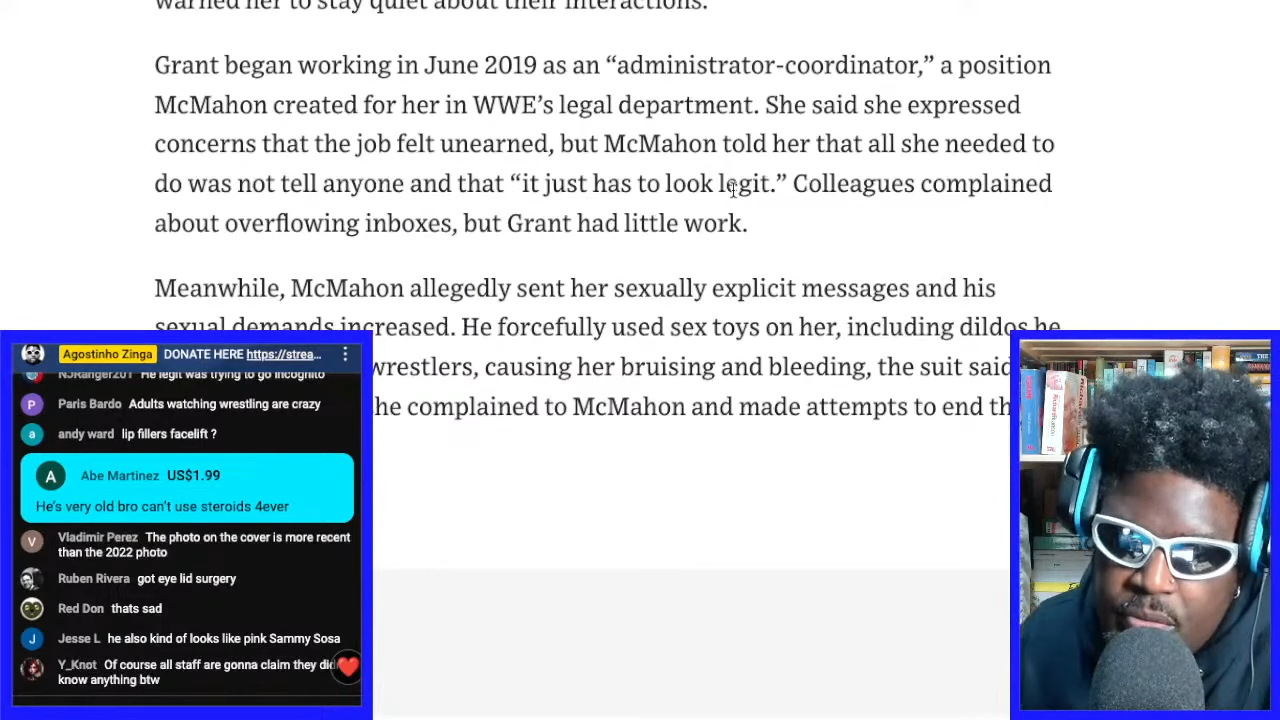 warned her to stay quiet about their interactions.
Grant began working in June 2019 as an “administrator-coordinator,” a position
McMahon created for her in WWE’s legal department. She said she expressed
concerns that the job felt unearned, but McMahon told her that all she needed to
do was not tell anyone and that “it just has to look legit.” Colleagues complained
about overflowing inboxes, but Grant had little work.
Meanwhile, McMahon allegedly sent her sexually explicit messages and his
sexual demands increased. He forcefully used sex toys on her, including dildos he
wrestlers, causing her bruising and bleeding, the suit said
he complained to McMahon and made attempts to end th
Agostinho Zinga DONATE HERE https://strea...
NJRanger201 He legit was trying to go incognito
P Paris Bardo Adults watching wrestling are crazy
a andy ward lip fillers facelift ?
A Abe Martinez US$1.99
He's very old bro can't use steroids 4ever
V Vladimir Perez The photo on the cover is more recent
than the 2022 photo
Ruben Rivera got eye lid surgery
Red Don thats sad
J Jesse L he also kind of looks like pink Sammy Sosa
Y_Knot Of course all staff are gonna claim they did
know anything btw